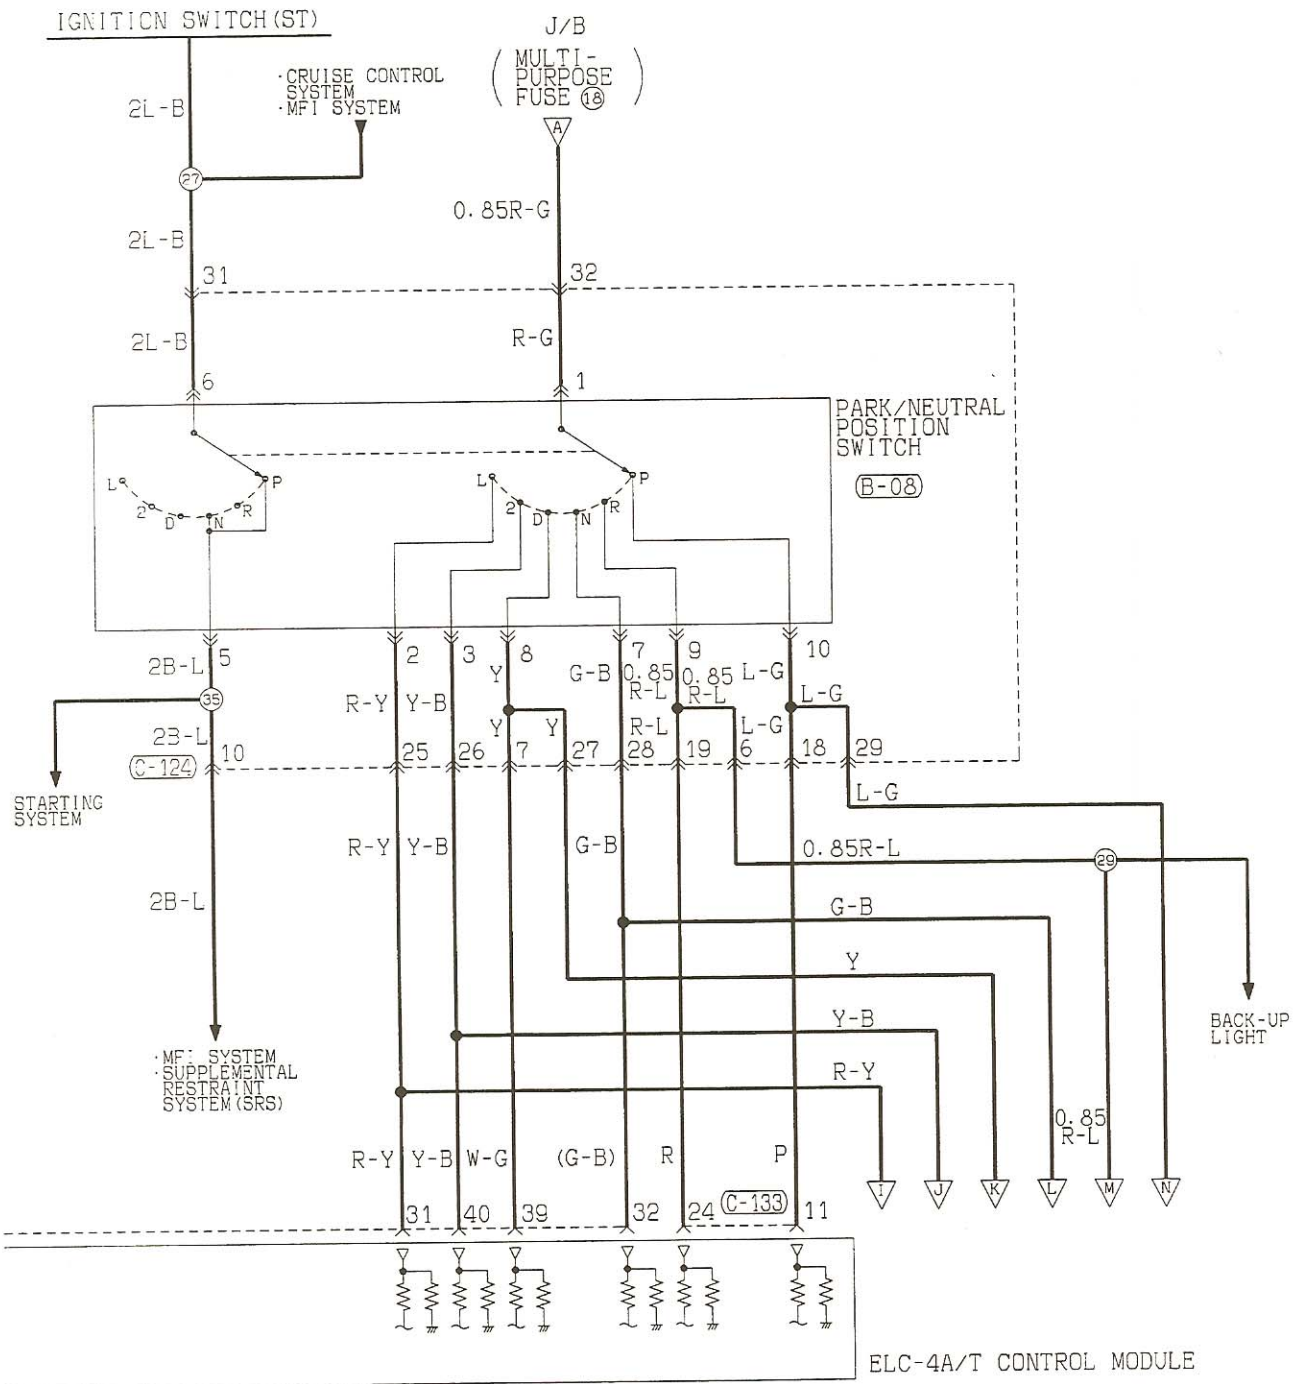 IGNITION SWITCH(ST)
J/B
MULTI-
PURPOSE
FUSE 18
·CRUISE CONTROL
SYSTEM
·MFI SYSTEM
2L-B
A
27
0.85R-G
2L-B
31
32
2L-B
R-G
6
1
PARK/NEUTRAL
POSITION
SWITCH
B-08
L
2
D
N
R
P
L
2
D
N
R
P
5
2
3
8
7
9
10
2B-L
R-Y
Y-B
Y
G-B
0.85
R-L
0.85
R-L
L-G
L-G
35
2B-L
Y
Y
R-L
L-G
C-124
10
25
26
7
27
28
19
6
18
29
STARTING
SYSTEM
L-G
R-Y
Y-B
G-B
0.85R-L
29
2B-L
G-B
Y
Y-B
BACK-UP
LIGHT
R-Y
·MFI SYSTEM
·SUPPLEMENTAL
RESTRAINT
SYSTEM(SRS)
0.85
R-L
R-Y
Y-B
W-G
(G-B)
R
P
I
J
K
L
M
N
31
40
39
32
24
C-133
11
ELC-4A/T CONTROL MODULE